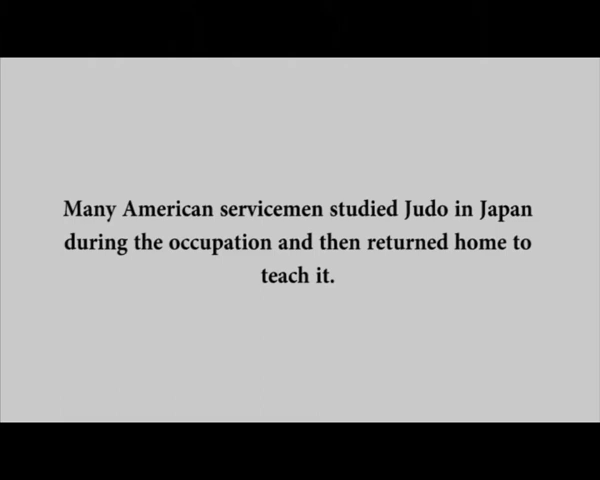 Many American servicemen studied Judo in Japan
during the occupation and then returned home to
teach it.